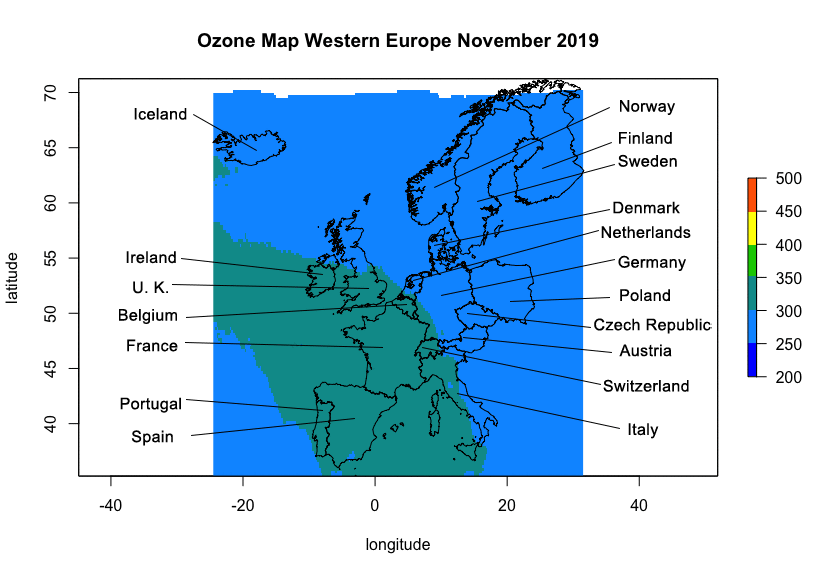 Ozone Map Western Europe November 2019
latitude
70
65
60
55
50
45
40
Iceland
Ireland
U. K.
Belgium
France
Portugal
Spain
Norway
Finland
Sweden
Denmark
Netherlands
Germany
Poland
Czech Republic
Austria
Switzerland
Italy
500
450
400
350
300
250
200
-40
-20
0
20
40
longitude